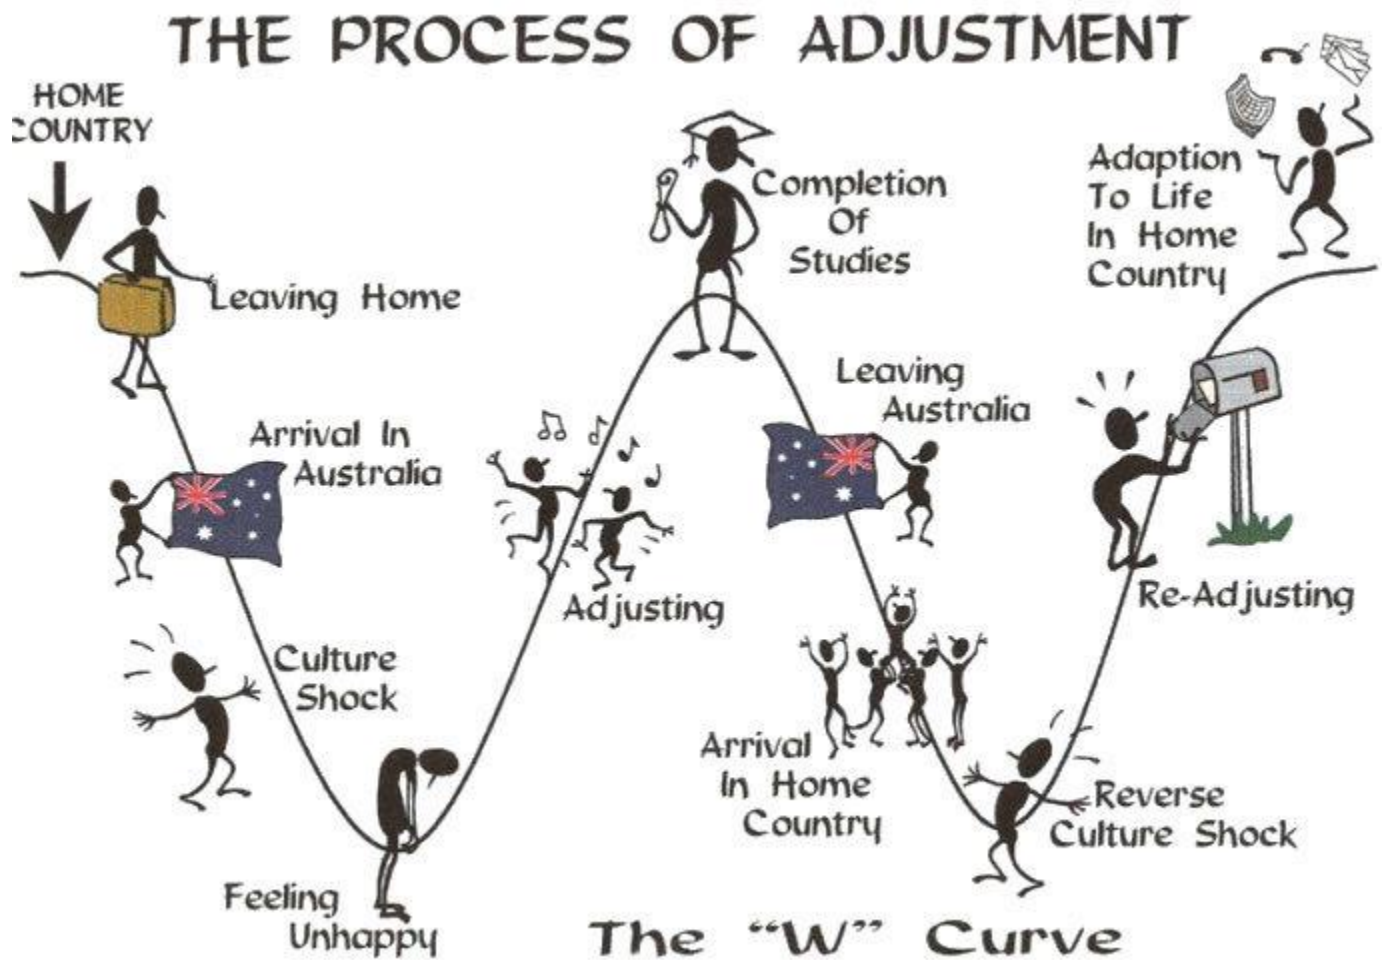 THE PROCESS OF ADJUSTMENT
HOME
COUNTRY
Leaving Home
Arrival In
Australia
Culture
Shock
Feeling
Unhappy
Adjusting
Completion
Of
Studies
Leaving
Australia
Arrival
In Home
Country
Reverse
Culture Shock
Re-Adjusting
Adaption
To Life
In Home
Country
The "W" Curve